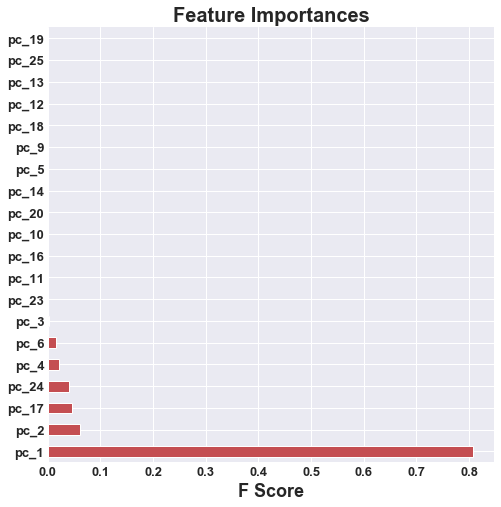 Feature Importances
pc_19
pc_25
pc_13
pc_12
pc_18
pc_9
pc_5
pc_14
pc_20
pc_10
pc_16
pc_11
pc_23
pc_3
pc_6
pc_4
pc_24
pc_17
pc_2
pc_1
0.0 0.1 0.2 0.3 0.4 0.5 0.6 0.7 0.8
F Score